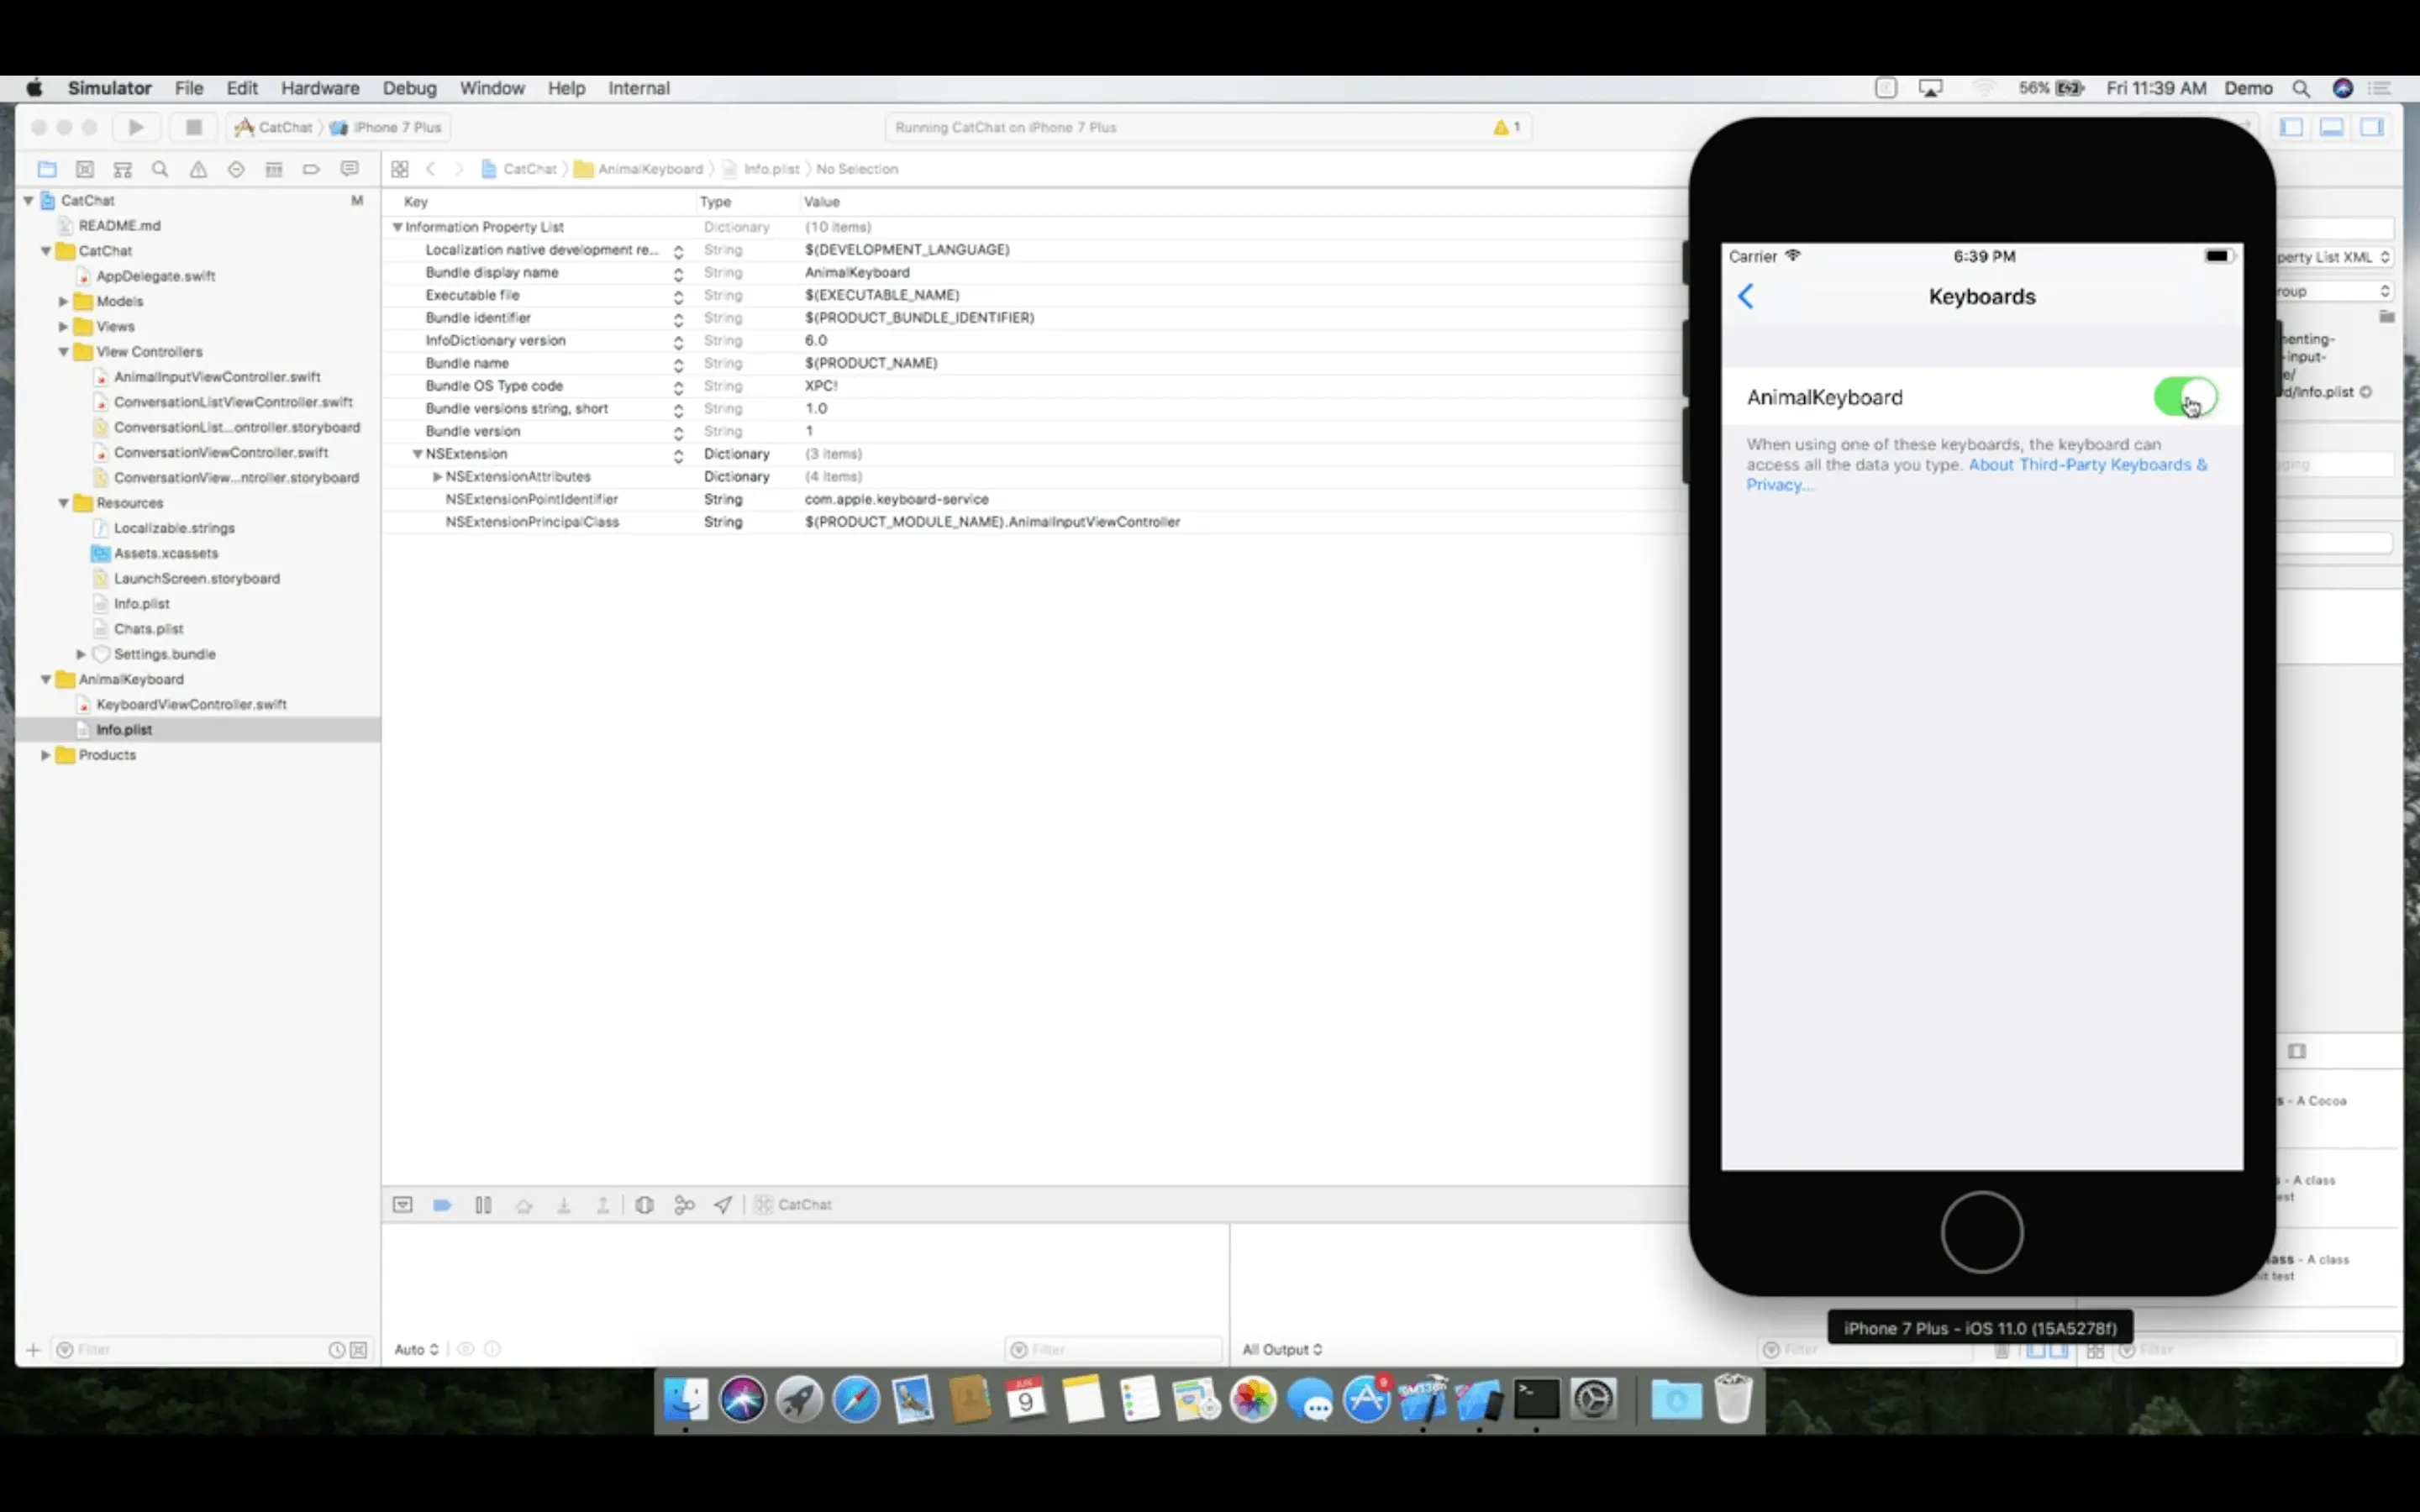 Simulator File Edit Hardware Debug Window Help Internal 56% Fri 11:39 AM Demo
CatChat iPhone 7 Plus Running CatChat on iPhone 7 Plus 1
CatChat AnimalKeyboard Info.plist No Selection
CatChat M
README.md
CatChat
AppDelegate.swift
Models
Views
View Controllers
AnimalInputViewController.swift
ConversationListViewController.swift
ConversationList...ontroller.storyboard
ConversationViewController.swift
ConversationView...ntroller.storyboard
Resources
Localizable.strings
Assets.xcassets
LaunchScreen.storyboard
Info.plist
Chats.plist
Settings.bundle
AnimalKeyboard
KeyboardViewController.swift
Info.plist
Products
Filter
Key Type Value
Information Property List Dictionary (10 items)
Localization native development re... String $(DEVELOPMENT_LANGUAGE)
Bundle display name String AnimalKeyboard
Executable file String $(EXECUTABLE_NAME)
Bundle identifier String $(PRODUCT_BUNDLE_IDENTIFIER)
InfoDictionary version String 6.0
Bundle name String $(PRODUCT_NAME)
Bundle OS Type code String XPC!
Bundle versions string, short String 1.0
Bundle version String 1
NSExtension Dictionary (3 items)
NSExtensionAttributes Dictionary (4 items)
NSExtensionPointIdentifier String com.apple.keyboard-service
NSExtensionPrincipalClass String $(PRODUCT_MODULE_NAME).AnimalInputViewController
CatChat
Auto Filter All Output Filter Filter
Carrier 6:39 PM
Keyboards
AnimalKeyboard
When using one of these keyboards, the keyboard can
access all the data you type. About Third-Party Keyboards &
Privacy...
iPhone 7 Plus - iOS 11.0 (15A5278f)
perty List XML
roup
enting-
-input-
e/
d/Info.plist
s - A Cocoa
s - A class
est
ass - A class
nit test
JUN
9
9